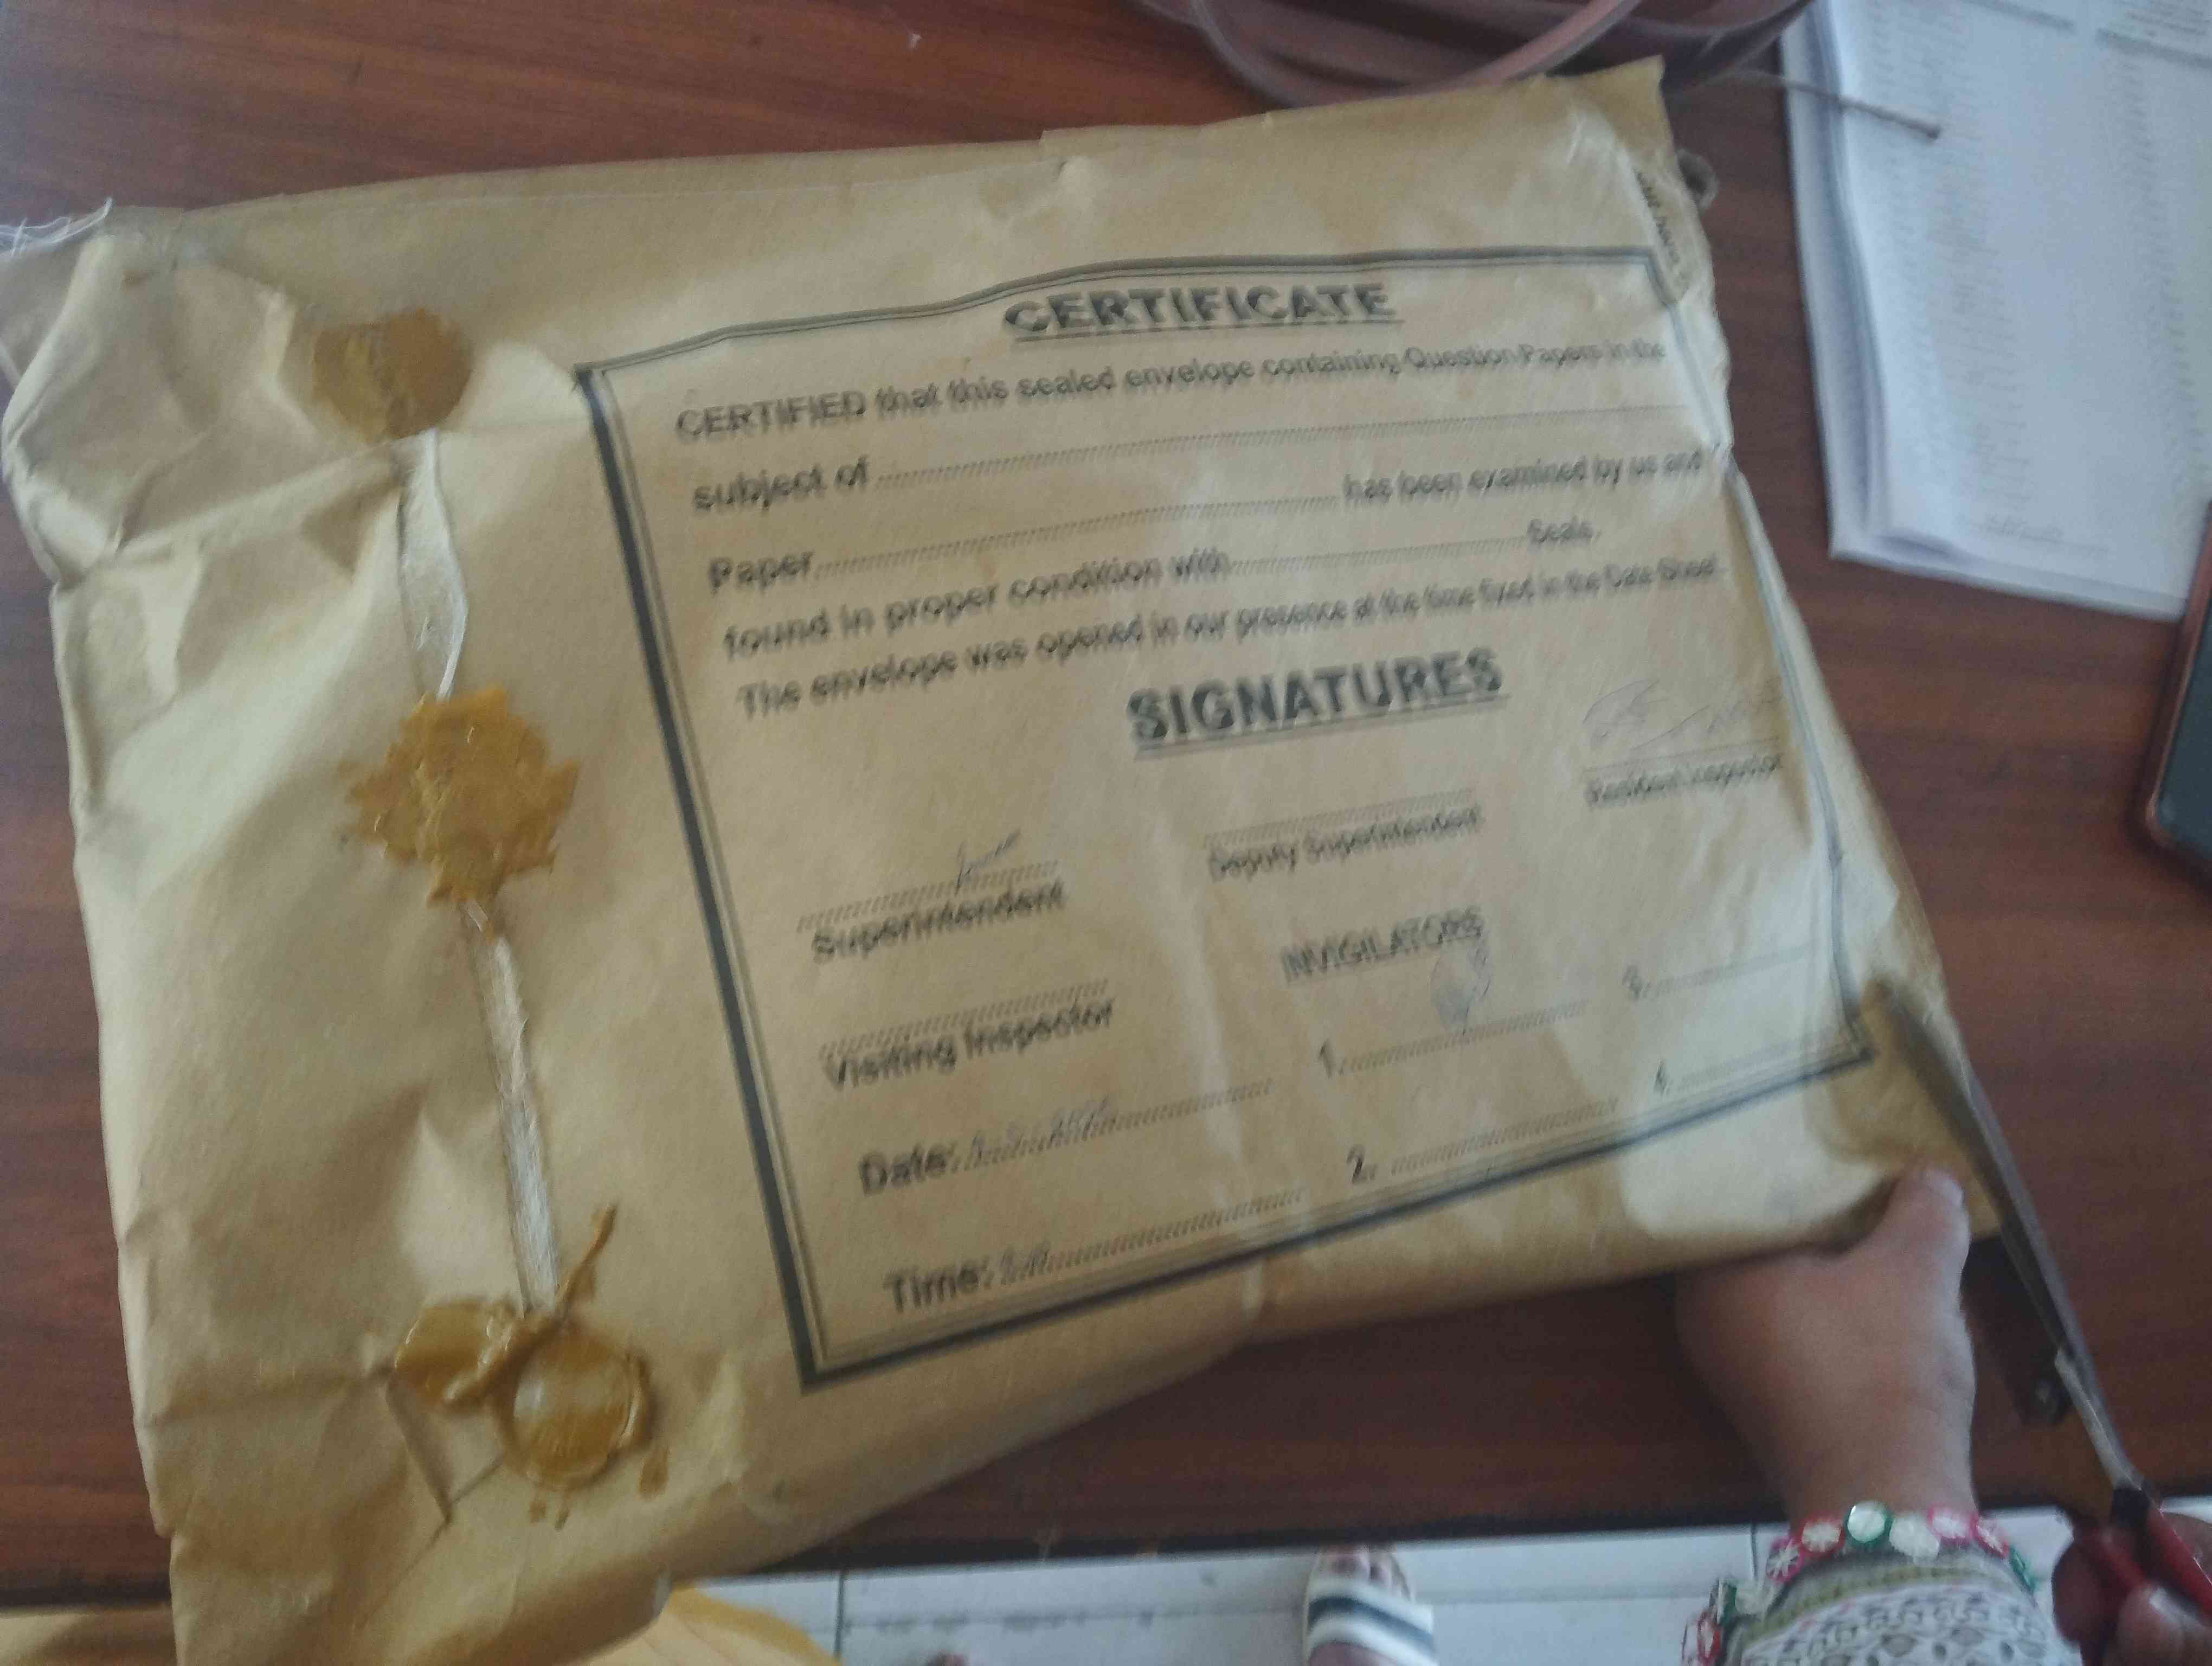 CERTIFICATE
CERTIFIED that this sealed envelope containing Question Papers in the
subject of
Paper has been examined by us and
found in proper condition with Seals.
The envelope was opened in our presence at the time fixed in the Date Sheet.
SIGNATURES
Superintendent
Deputy Superintendent
Resident Inspector
Visiting Inspector
INVIGILATORS
1.
2.
3.
4.
Date:
Time: